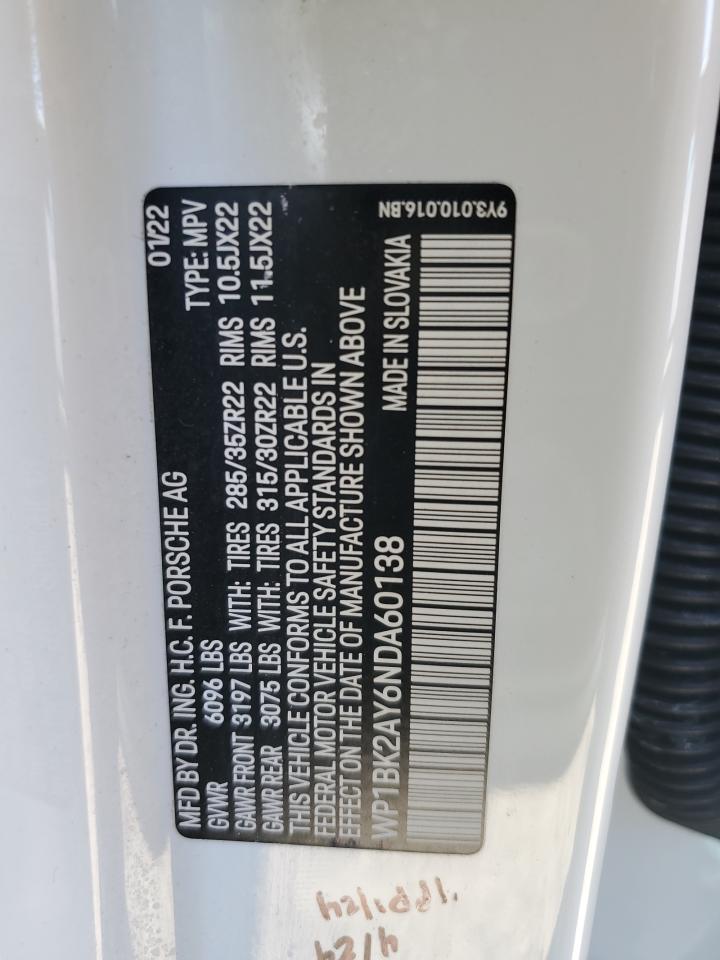 MFD BY DR. ING. H.C. F. PORSCHE AG 01/22
GVWR 6096 LBS TYPE: MPV
GAWR FRONT 3197 LBS WITH: TIRES 285/35ZR22 RIMS 10.5JX22
GAWR REAR 3075 LBS WITH: TIRES 315/30ZR22 RIMS 11.5JX22
THIS VEHICLE CONFORMS TO ALL APPLICABLE U.S.
FEDERAL MOTOR VEHICLE SAFETY STANDARDS IN
EFFECT ON THE DATE OF MANUFACTURE SHOWN ABOVE
WP1BK2AY6NDA60138 MADE IN SLOVAKIA
9Y3.010.016.BN
4/24